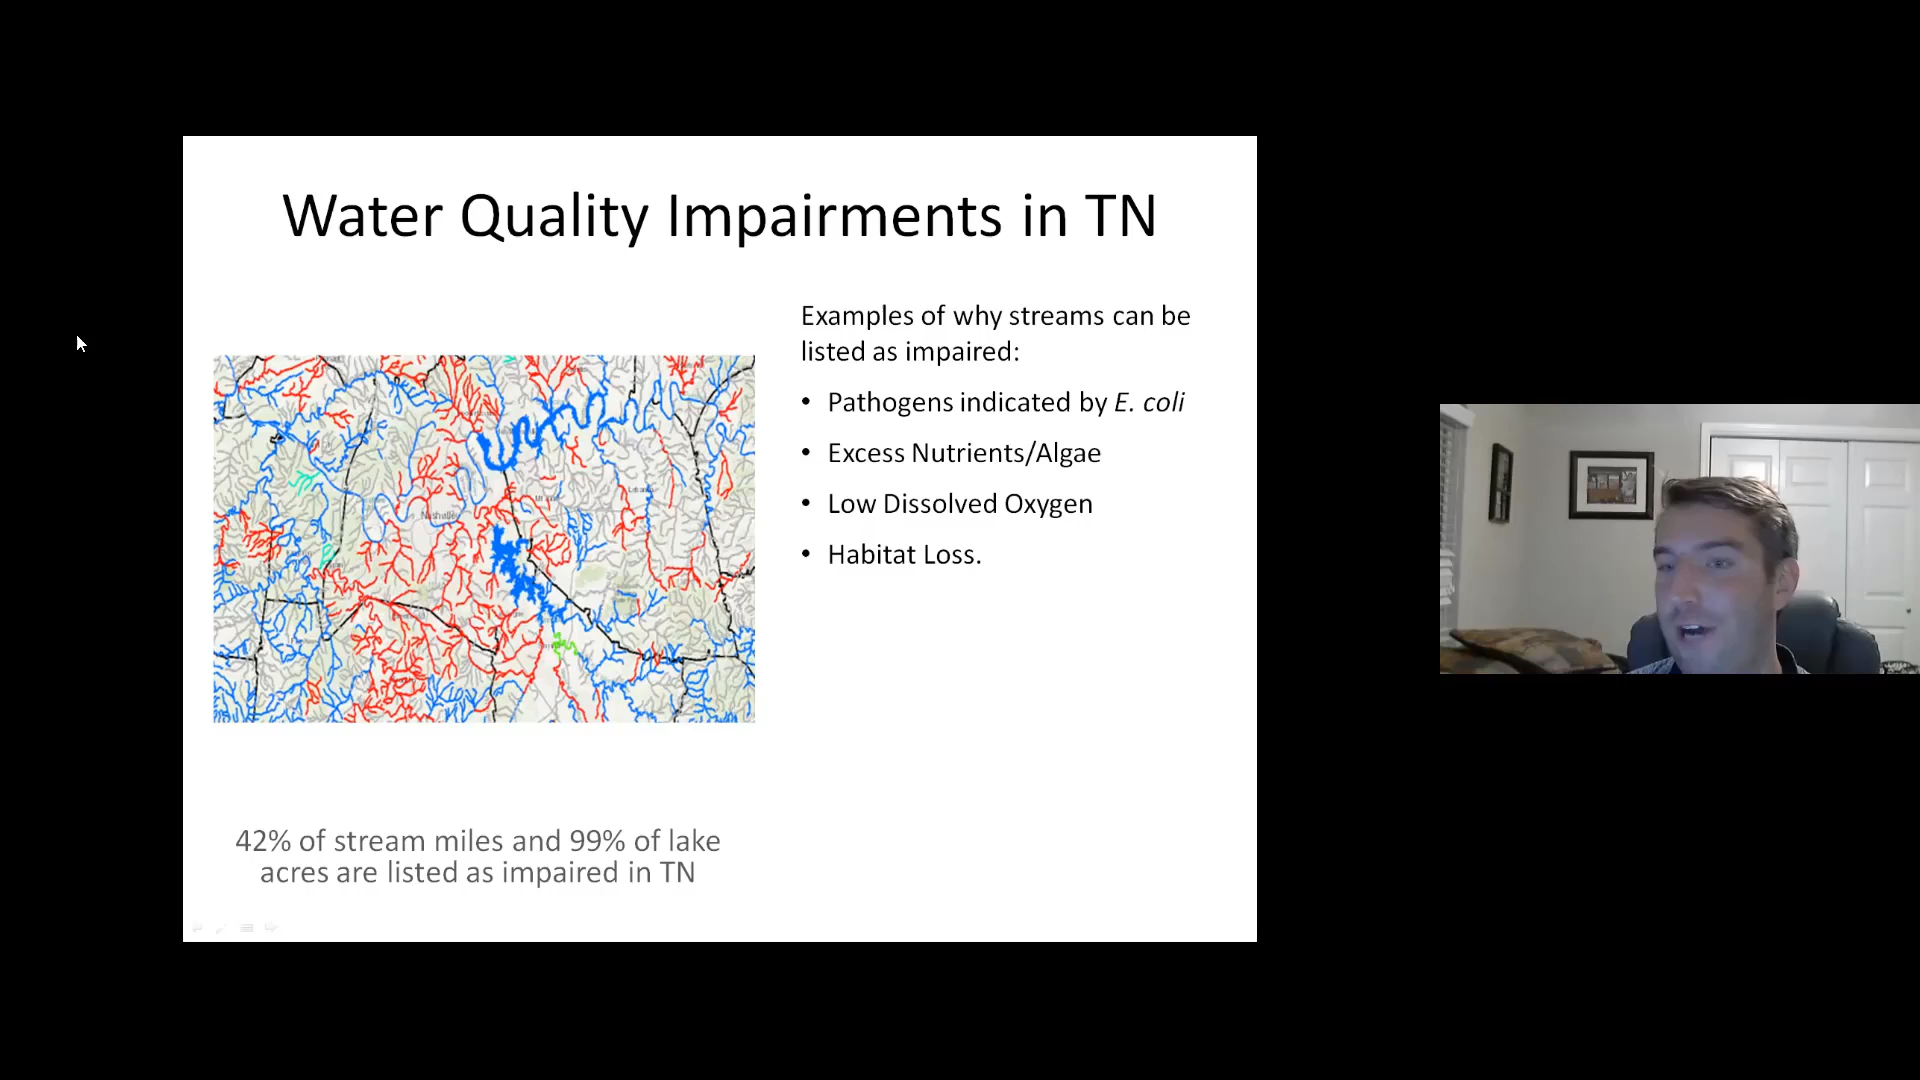 Water Quality Impairments in TN
Examples of why streams can be
listed as impaired:
• Pathogens indicated by E. coli
• Excess Nutrients/Algae
• Low Dissolved Oxygen
• Habitat Loss.
Nashville
Lebanon
42% of stream miles and 99% of lake
acres are listed as impaired in TN